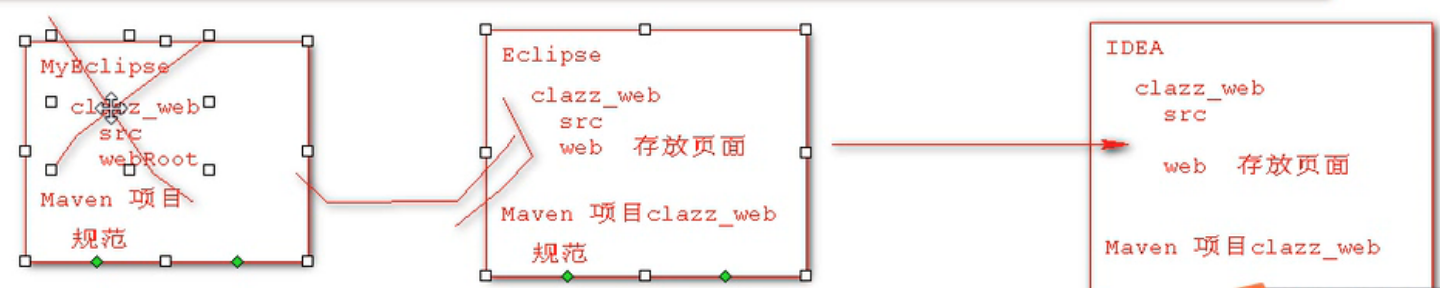 MyEclipse
clazz_web
src
webRoot
Maven 项目
规范
Eclipse
clazz_web
src
web 存放页面
Maven 项目clazz_web
规范
IDEA
clazz_web
src
web 存放页面
Maven 项目clazz_web